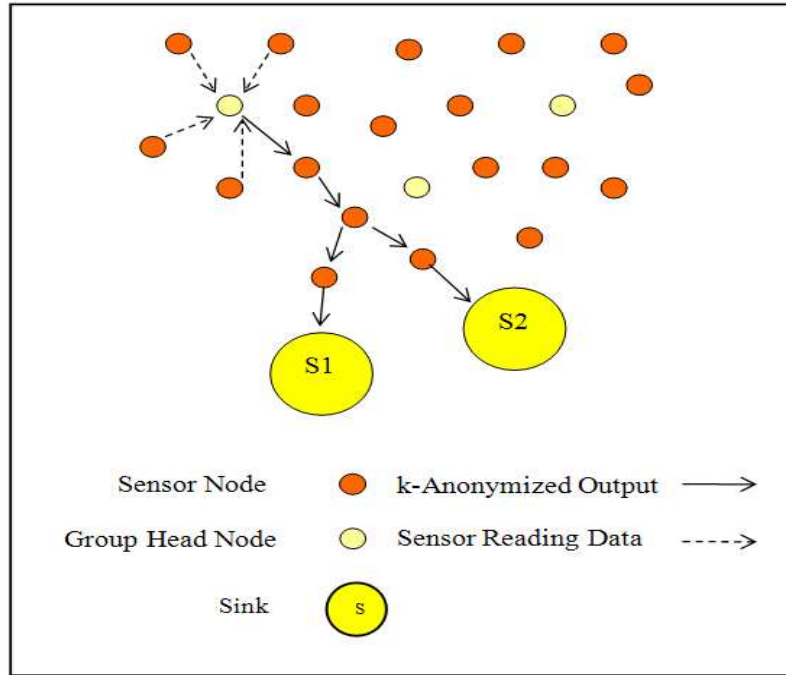 S1
S2
Sensor Node
k-Anonymized Output
Group Head Node
Sensor Reading Data
Sink
s